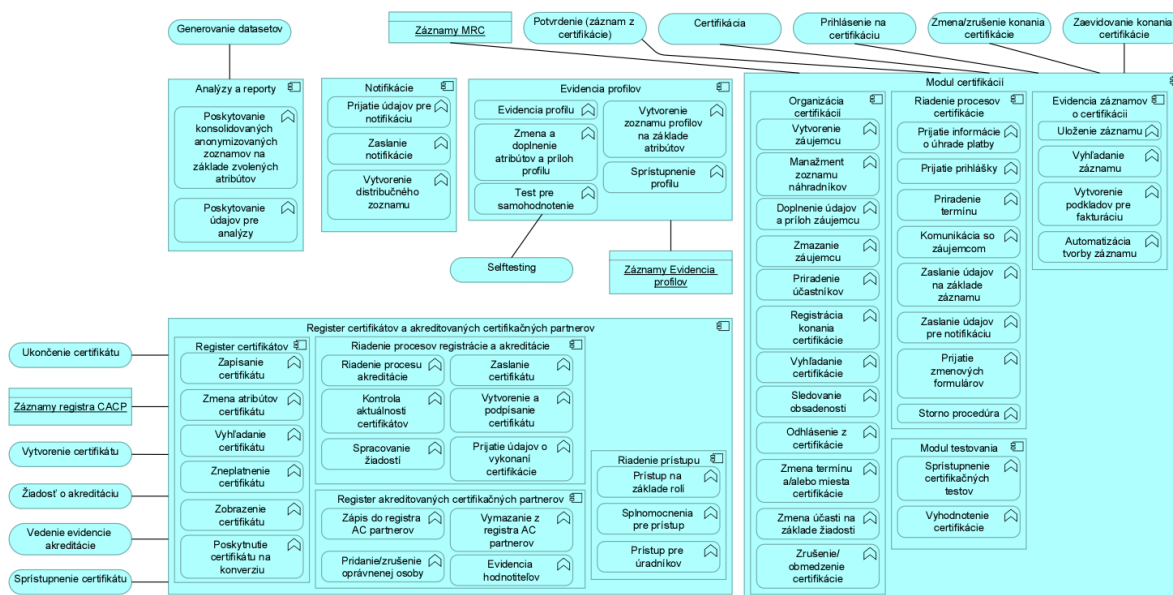 Generovanie datasetov
Záznamy MRC
Potvrdenie (záznam z
certifikácie)
Certifikácia
Prihlásenie na
certifikáciu
Zmena/zrušenie konania
certifikácie
Zaevidovanie konania
certifikácie
Analýzy a reporty
Poskytovanie
konsolidovaných
anonymizovaných
zoznamov na
základe zvolených
atribútov
Poskytovanie
údajov pre
analýzy
Notifikácie
Prijatie údajov pre
notifikáciu
Zaslanie
notifikácie
Vytvorenie
distribučného
zoznamu
Evidencia profilov
Evidencia profilu
Zmena a
doplnenie
atribútov a príloh
profilu
Test pre
samohodnotenie
Vytvorenie
zoznamu profilov
na základe
atribútov
Sprístupnenie
profilu
Selftesting
Záznamy Evidencia
profilov
Modul certifikácií
Organizácia
certifikácií
Vytvorenie
záujemcu
Manažment
zoznamu
náhradníkov
Doplnenie údajov
a príloh záujemcu
Zmazanie
záujemcu
Priradenie
účastníkov
Registrácia
konania
certifikácie
Vyhľadanie
certifikácie
Sledovanie
obsadenosti
Odhlásenie z
certifikácie
Zmena termínu
a/alebo miesta
certifikácie
Zmena účasti na
základe žiadosti
Zrušenie/
obmedzenie
certifikácie
Riadenie procesov
certifikácie
Prijatie informácie
o úhrade platby
Prijatie prihlášky
Priradenie
termínu
Komunikácia so
záujemcom
Zaslanie údajov
na základe
záznamu
Zaslanie údajov
pre notifikáciu
Prijatie
zmenových
formulárov
Storno procedúra
Evidencia záznamov
o certifikácii
Uloženie záznamu
Vyhľadanie
záznamu
Vytvorenie
podkladov pre
fakturáciu
Automatizácia
tvorby záznamu
Modul testovania
Sprístupnenie
certifikačných
testov
Vyhodnotenie
certifikácie
Ukončenie certifikátu
Záznamy registra CACP
Vytvorenie certifikátu
Žiadosť o akreditáciu
Vedenie evidencie
akreditácie
Sprístupnenie certifikátu
Register certifikátov a akreditovaných certifikačných partnerov
Register certifikátov
Zapísanie
certifikátu
Zmena atribútov
certifikátu
Vyhľadanie
certifikátu
Zneplatnenie
certifikátu
Zobrazenie
certifikátu
Poskytnutie
certifikátu na
konverziu
Riadenie procesov registrácie a akreditácie
Riadenie procesu
akreditácie
Kontrola
aktuálnosti
certifikátov
Spracovanie
žiadostí
Zaslanie
certifikátu
Vytvorenie a
podpísanie
certifikátu
Prijatie údajov o
vykonaní
certifikácie
Register akreditovaných certifikačných partnerov
Zápis do registra
AC partnerov
Pridanie/zrušenie
oprávnenej osoby
Vymazanie z
registra AC
partnerov
Evidencia
hodnotiteľov
Riadenie prístupu
Prístup na
základe rolí
Splnomocnenia
pre prístup
Prístup pre
úradníkov